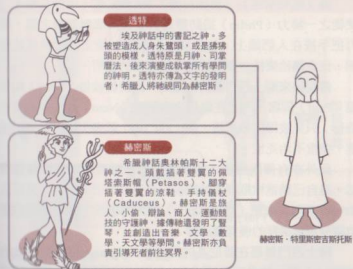 透特
埃及神話中的書記之神。多
被塑造成人身朱鷺頭,或是狒狒
頭的模樣。透特原是月神、司掌
曆法,後來演變成執掌所有學問
的神明。透特亦傳為文字的發明
者,希臘人將祂視同為赫密斯。
赫密斯
希臘神話奧林帕斯十二大
神之一。頭戴插著雙翼的佩
塔索斯帽(Petasos)、腳穿
插著雙翼的涼鞋、手持儀杖
(Caduceus)。赫密斯是旅
人、小偷、辯論、商人、運動競
技的守護神,據傳祂還發明了豎
琴,並創造出音樂、文學、數
學、天文學等學問。赫密斯亦負
責引導死者前往冥界。
赫密斯‧特里斯密吉斯托斯